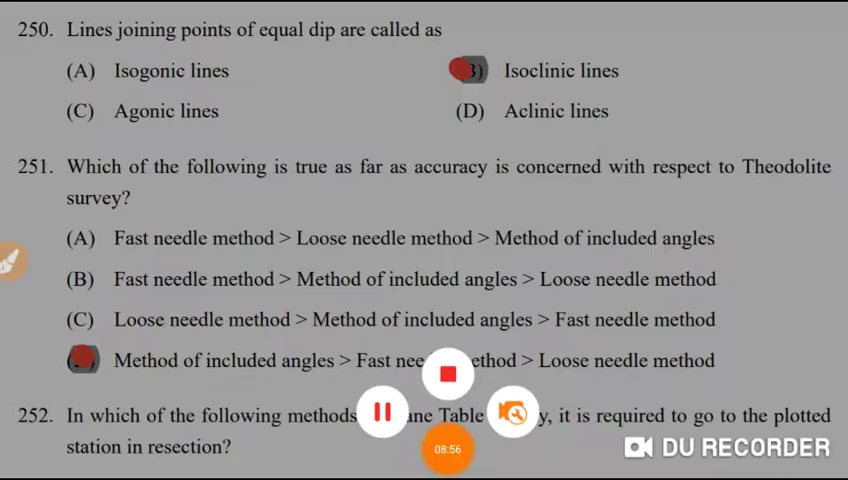 250. Lines joining points of equal dip are called as
(A) Isogonic lines
Isoclinic lines
(C) Agonic lines
(D) Aclinic lines
251. Which of the following is true as far as accuracy is concerned with respect to Theodolite
survey?
(A) Fast needle method > Loose needle method > Method of included angles
(B) Fast needle method > Method of included angles > Loose needle method
(C) Loose needle method > Method of included angles > Fast needle method
Method of included angles > Fast > Loose needle method
252. In which of the following methods Table it is required to go to the plotted
station in resection?
08:56
DU RECORDER